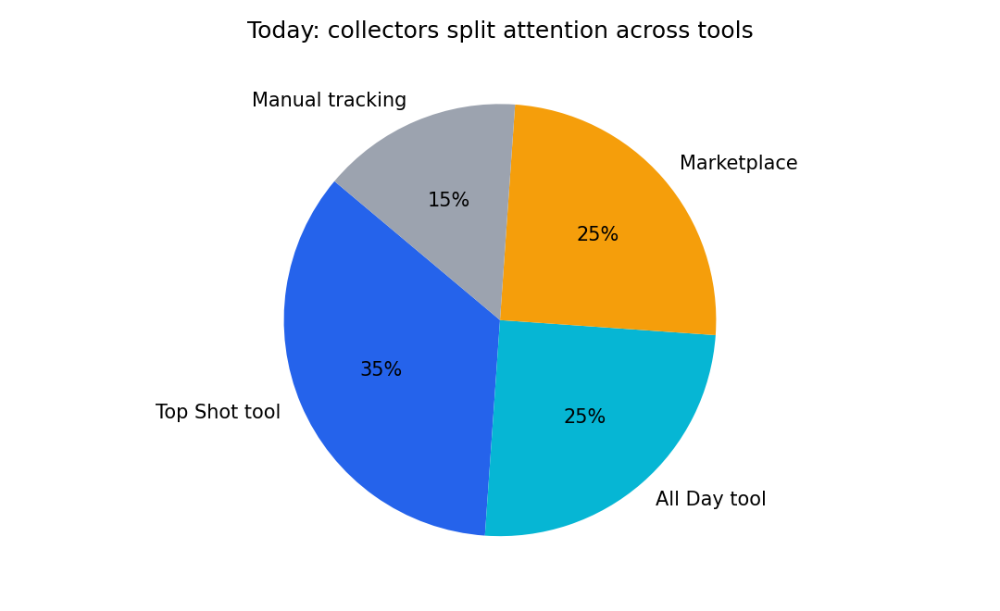 Today: collectors split attention across tools
Manual tracking
Marketplace
15%
25%
35%
Top Shot tool
25%
All Day tool